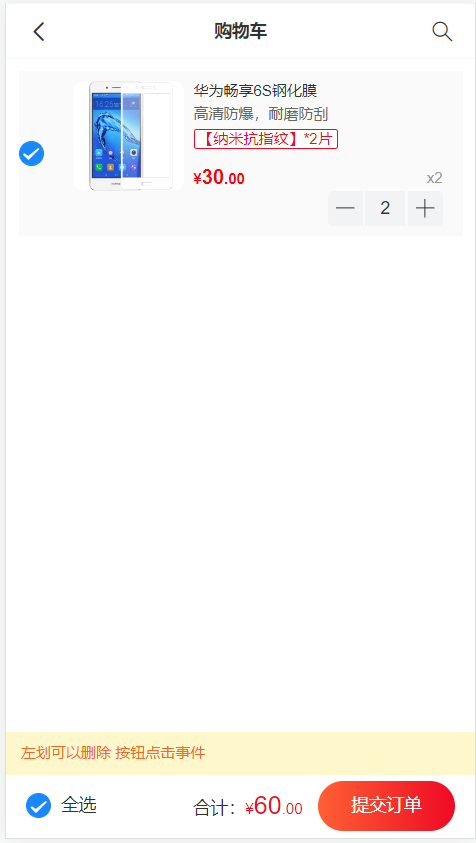 购物车
华为畅享6S钢化膜
高清防爆，耐磨防刮
【纳米抗指纹】*2片
¥30.00
x2
2
左划可以删除 按钮点击事件
全选
合计：¥60.00
提交订单